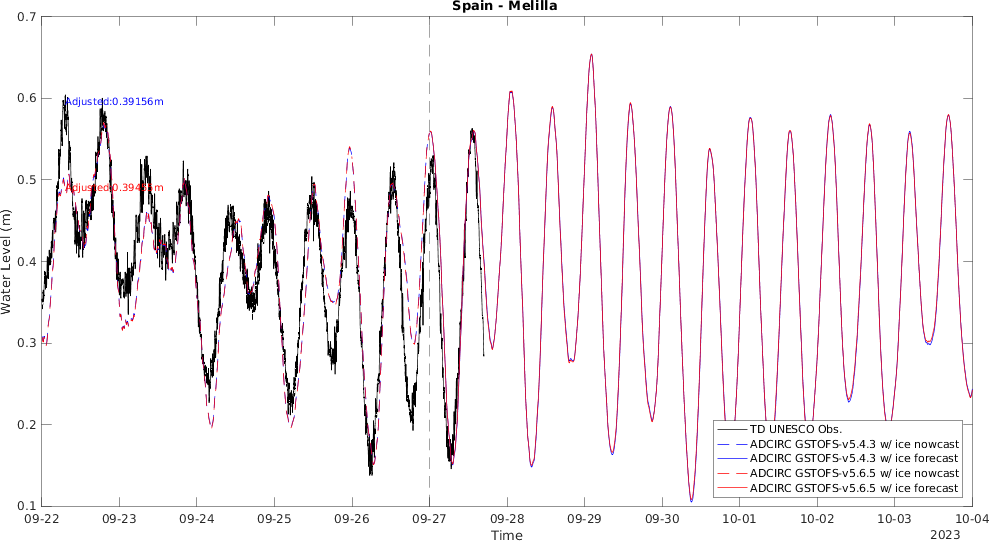 Spain - Melilla
0.7
0.6
0.5
0.4
0.3
0.2
0.1
Water Level (m)
Adjusted:0.39156m
TD UNESCO Obs.
ADCIRC GSTOFS-v5.4.3 w/ ice nowcast
ADCIRC GSTOFS-v5.4.3 w/ ice forecast
ADCIRC GSTOFS-v5.6.5 w/ ice nowcast
ADCIRC GSTOFS-v5.6.5 w/ ice forecast
09-22 09-23 09-24 09-25 09-26 09-27 09-28 09-29 09-30 10-01 10-02 10-03 10-04
Time
2023